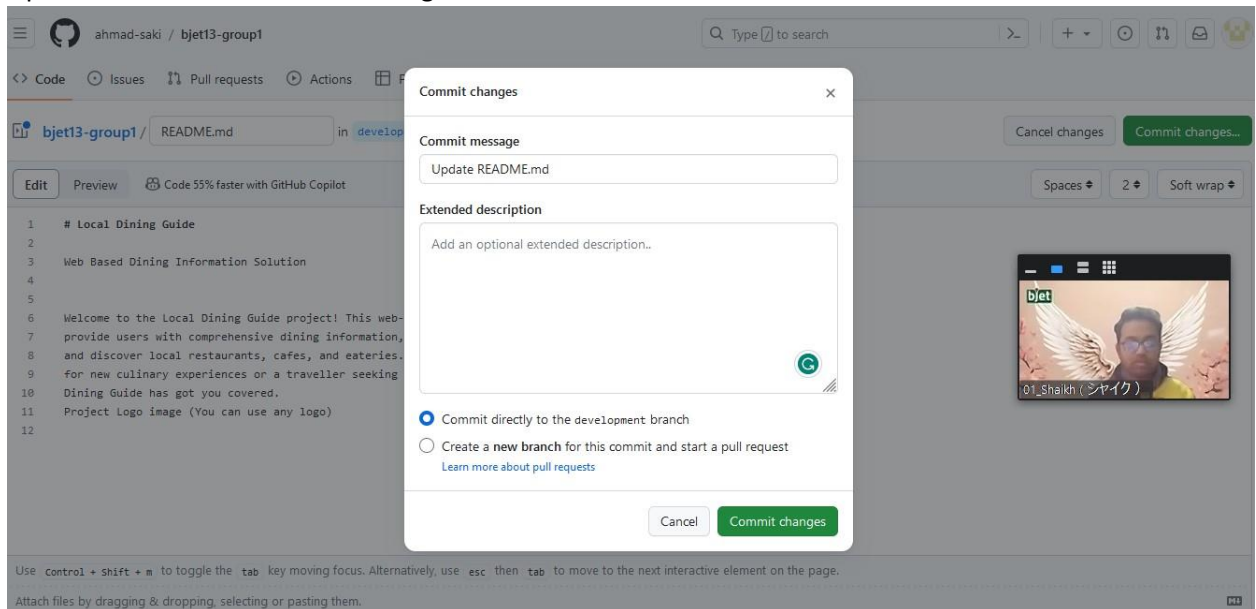 ahmad-saki / bjet13-group1
Type / to search
<> Code
Issues
Pull requests
Actions
bjet13-group1 / README.md in develop
Cancel changes
Commit changes...
Edit
Preview
Code 55% faster with GitHub Copilot
Spaces
2
Soft wrap
1 # Local Dining Guide
2
3 Web Based Dining Information Solution
4
5
6 Welcome to the Local Dining Guide project! This web-
7 provide users with comprehensive dining information,
8 and discover local restaurants, cafes, and eateries.
9 for new culinary experiences or a traveller seeking
10 Dining Guide has got you covered.
11 Project Logo image (You can use any logo)
12
Commit changes
Commit message
Update README.md
Extended description
Add an optional extended description..
Commit directly to the development branch
Create a new branch for this commit and start a pull request
Learn more about pull requests
Cancel
Commit changes
bjet
01_Shaikh (シャイク)
Use Control + Shift + m to toggle the tab key moving focus. Alternatively, use esc then tab to move to the next interactive element on the page.
Attach files by dragging & dropping, selecting or pasting them.